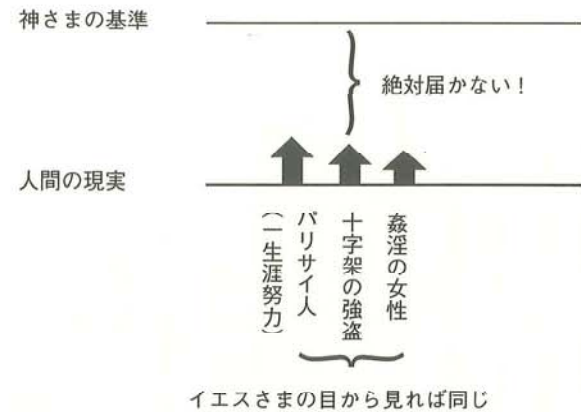 神さまの基準
絶対届かない！
人間の現実
パリサイ人
（一生涯努力）
十字架の強盗
姦淫の女性
イエスさまの目から見れば同じ